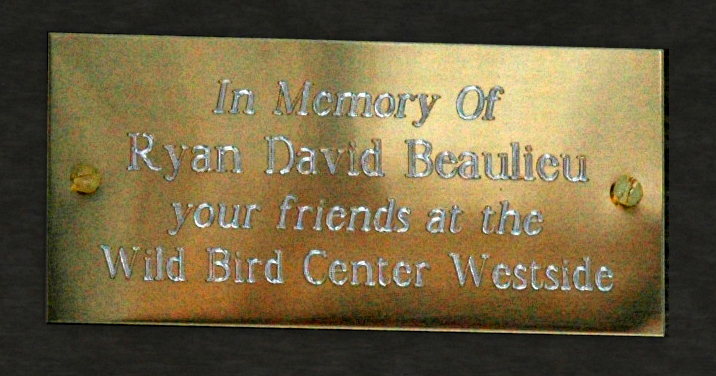 In Memory Of
Ryan David Beaulieu
your friends at the
Wild Bird Center Westside